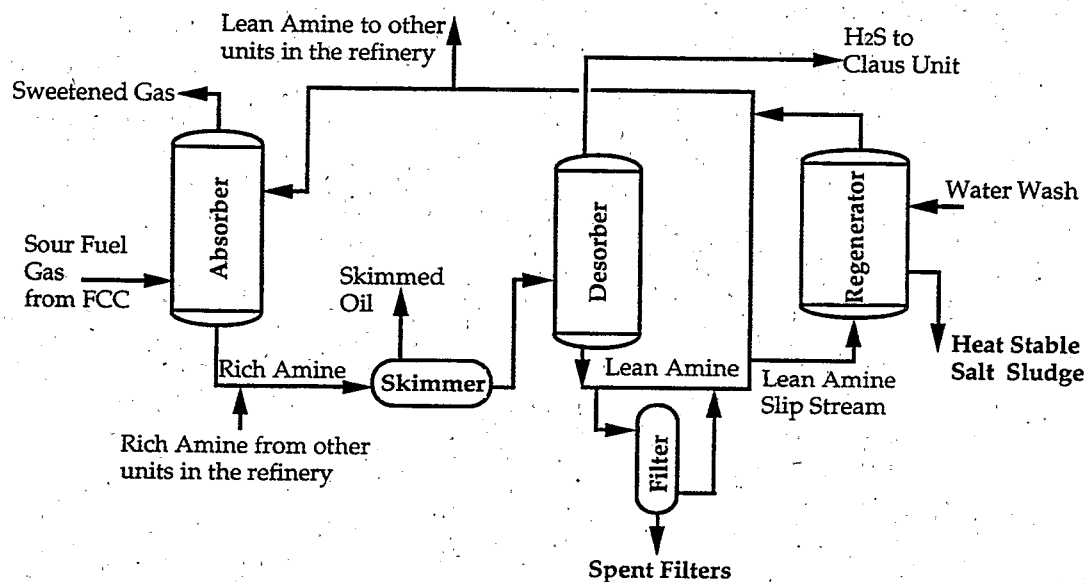 Lean Amine to other
units in the refinery
H2S to
Claus Unit
Sweetened Gas
Absorber
Desorber
Regenerator
Water Wash
Sour Fuel
Gas
from FCC
Skimmed
Oil
Rich Amine
Skimmer
Lean Amine
Lean Amine
Slip Stream
Heat Stable
Salt Sludge
Rich Amine from other
units in the refinery
Filter
Spent Filters